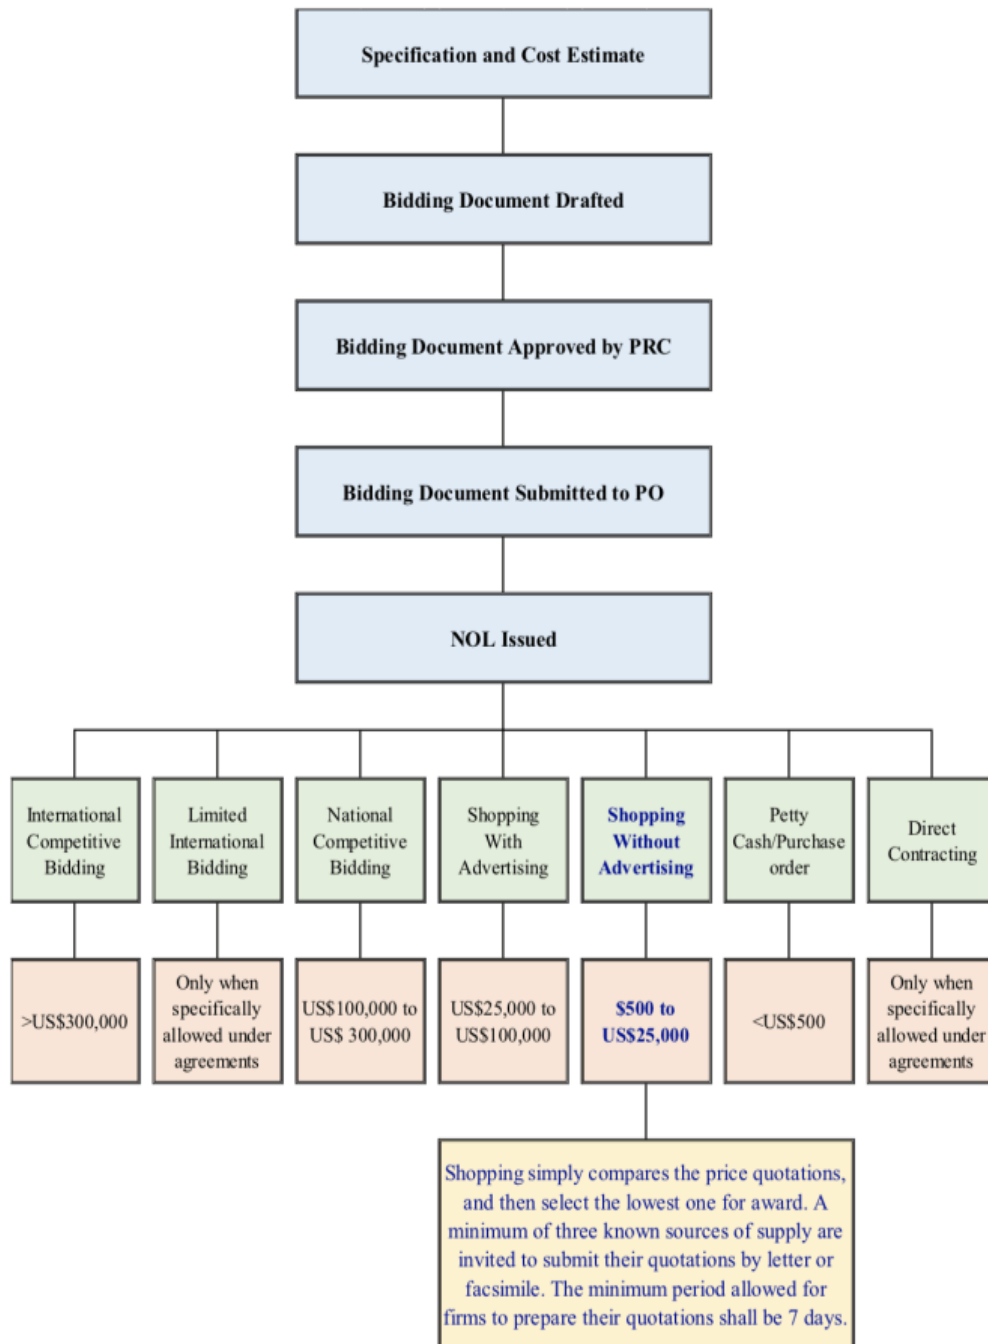 Specification and Cost Estimate
Bidding Document Drafted
Bidding Document Approved by PRC
Bidding Document Submitted to PO
NOL Issued
International
Competitive
Bidding
Limited
International
Bidding
National
Competitive
Bidding
Shopping
With
Advertising
Shopping
Without
Advertising
Petty
Cash/Purchase
order
Direct
Contracting
>US$300,000
Only when
specifically
allowed under
agreements
US$100,000 to
US$ 300,000
US$25,000 to
US$100,000
$500 to
US$25,000
<US$500
Only when
specifically
allowed under
agreements
Shopping simply compares the price quotations,
and then select the lowest one for award. A
minimum of three known sources of supply are
invited to submit their quotations by letter or
facsimile. The minimum period allowed for
firms to prepare their quotations shall be 7 days.